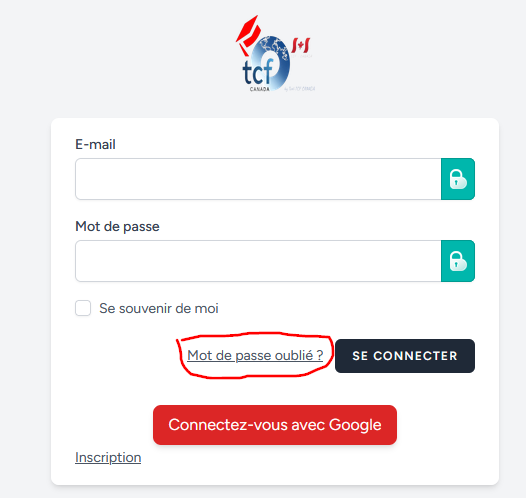 tcf
CANADA
E-mail
Mot de passe
Se souvenir de moi
Mot de passe oublié ?
SE CONNECTER
Connectez-vous avec Google
Inscription